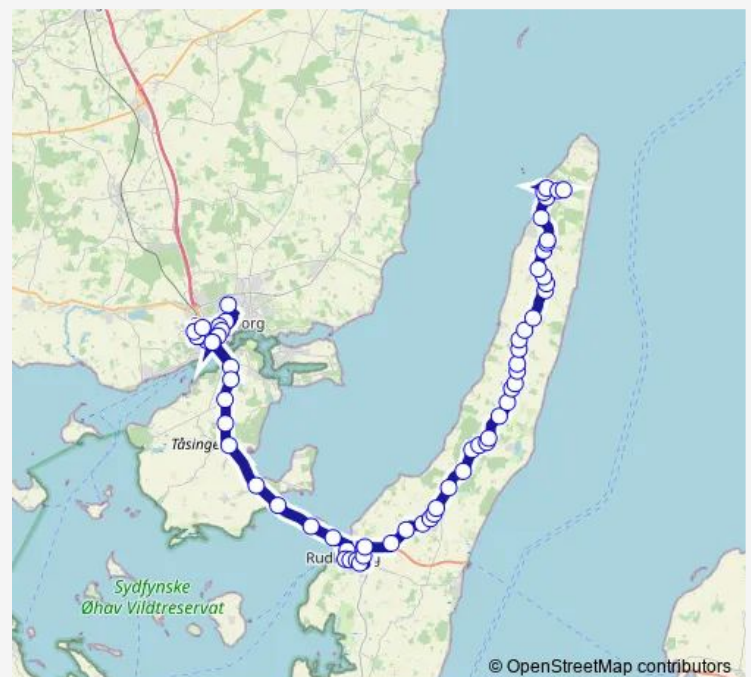 org
Tåsinge
Rud
g
Sydfynske
Øhav Vildtreservat
© OpenStreetMap contributors